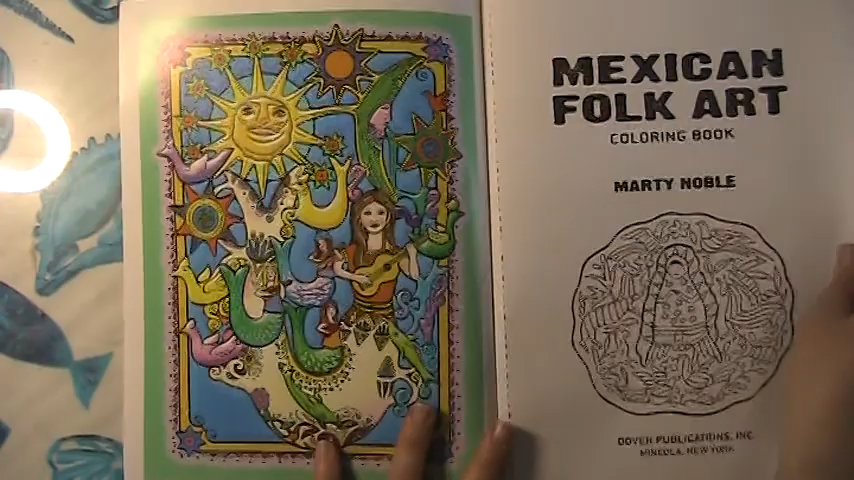 MEXICAN
FOLK ART
COLORING BOOK
MARTY NOBLE
DOVER PUBLICATIONS, INC.
MINEOLA, NEW YORK